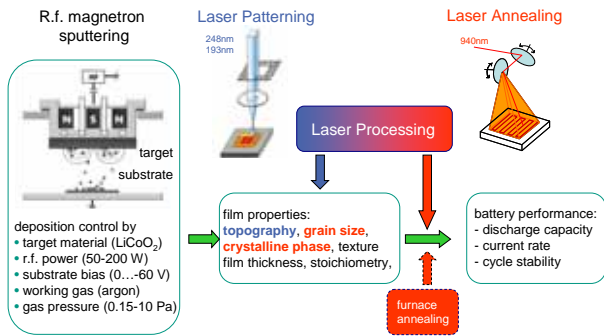 R.f. magnetron
sputtering
Laser Patterning
Laser Annealing
248nm
193nm
940nm
N S N
target
substrate
Laser Processing
deposition control by
• target material (LiCoO₂)
• r.f. power (50-200 W)
• substrate bias (0…-60 V)
• working gas (argon)
• gas pressure (0.15-10 Pa)
film properties:
topography, grain size,
crystalline phase, texture
film thickness, stoichiometry,
battery performance:
- discharge capacity
- current rate
- cycle stability
furnace
annealing